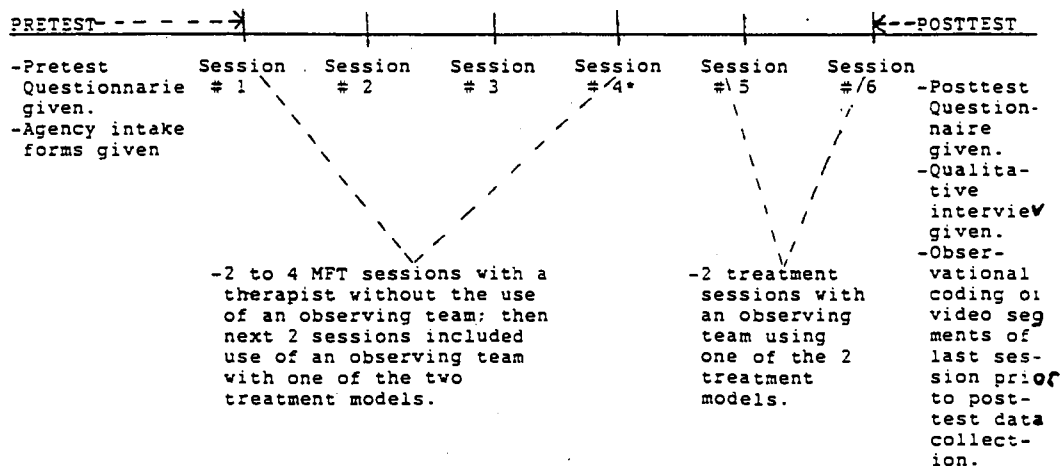 PRETEST POSTTEST
-Pretest
Questionnarie
given.
-Agency intake
forms given
Session Session Session Session Session Session
# 1 # 2 # 3 # 4* # 5 # 6
-2 to 4 MFT sessions with a
therapist without the use
of an observing team; then
next 2 sessions included
use of an observing team
with one of the two
treatment models.
-2 treatment
sessions with
an observing
team using
one of the 2
treatment
models.
-Posttest
Question-
naire
given.
-Qualita-
tive
interview
given.
-Obser-
vational
coding of
video seg
ments of
last ses-
sion prior
to post-
test data
collect-
ion.